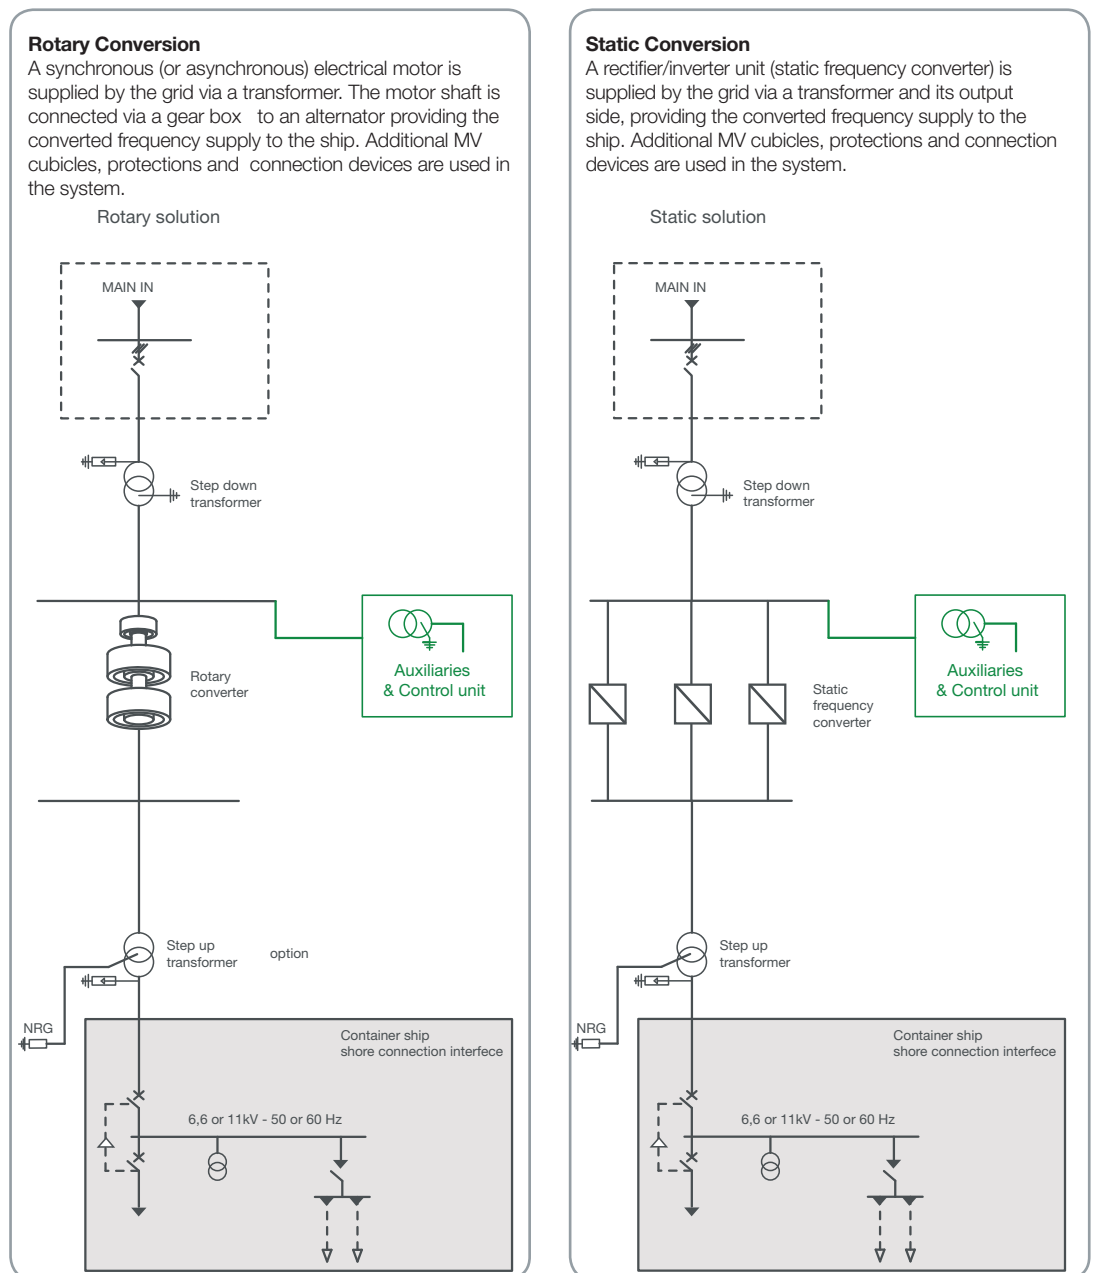 Rotary Conversion
A synchronous (or asynchronous) electrical motor is
supplied by the grid via a transformer. The motor shaft is
connected via a gear box   to an alternator providing the
converted frequency supply to the ship. Additional MV
cubicles, protections and  connection devices are used in
the system.
Rotary solution
MAIN IN
Step down
transformer
Rotary
converter
Auxiliaries
& Control unit
Step up
transformer
option
NRG
Container ship
shore connection interfece
6,6 or 11kV - 50 or 60 Hz
Static Conversion
A rectifier/inverter unit (static frequency converter) is
supplied by the grid via a transformer and its output
side, providing the converted frequency supply to the
ship. Additional MV cubicles, protections and connection
devices are used in the system.
Static solution
MAIN IN
Step down
transformer
Static
frequency
converter
Auxiliaries
& Control unit
Step up
transformer
NRG
Container ship
shore connection interfece
6,6 or 11kV - 50 or 60 Hz